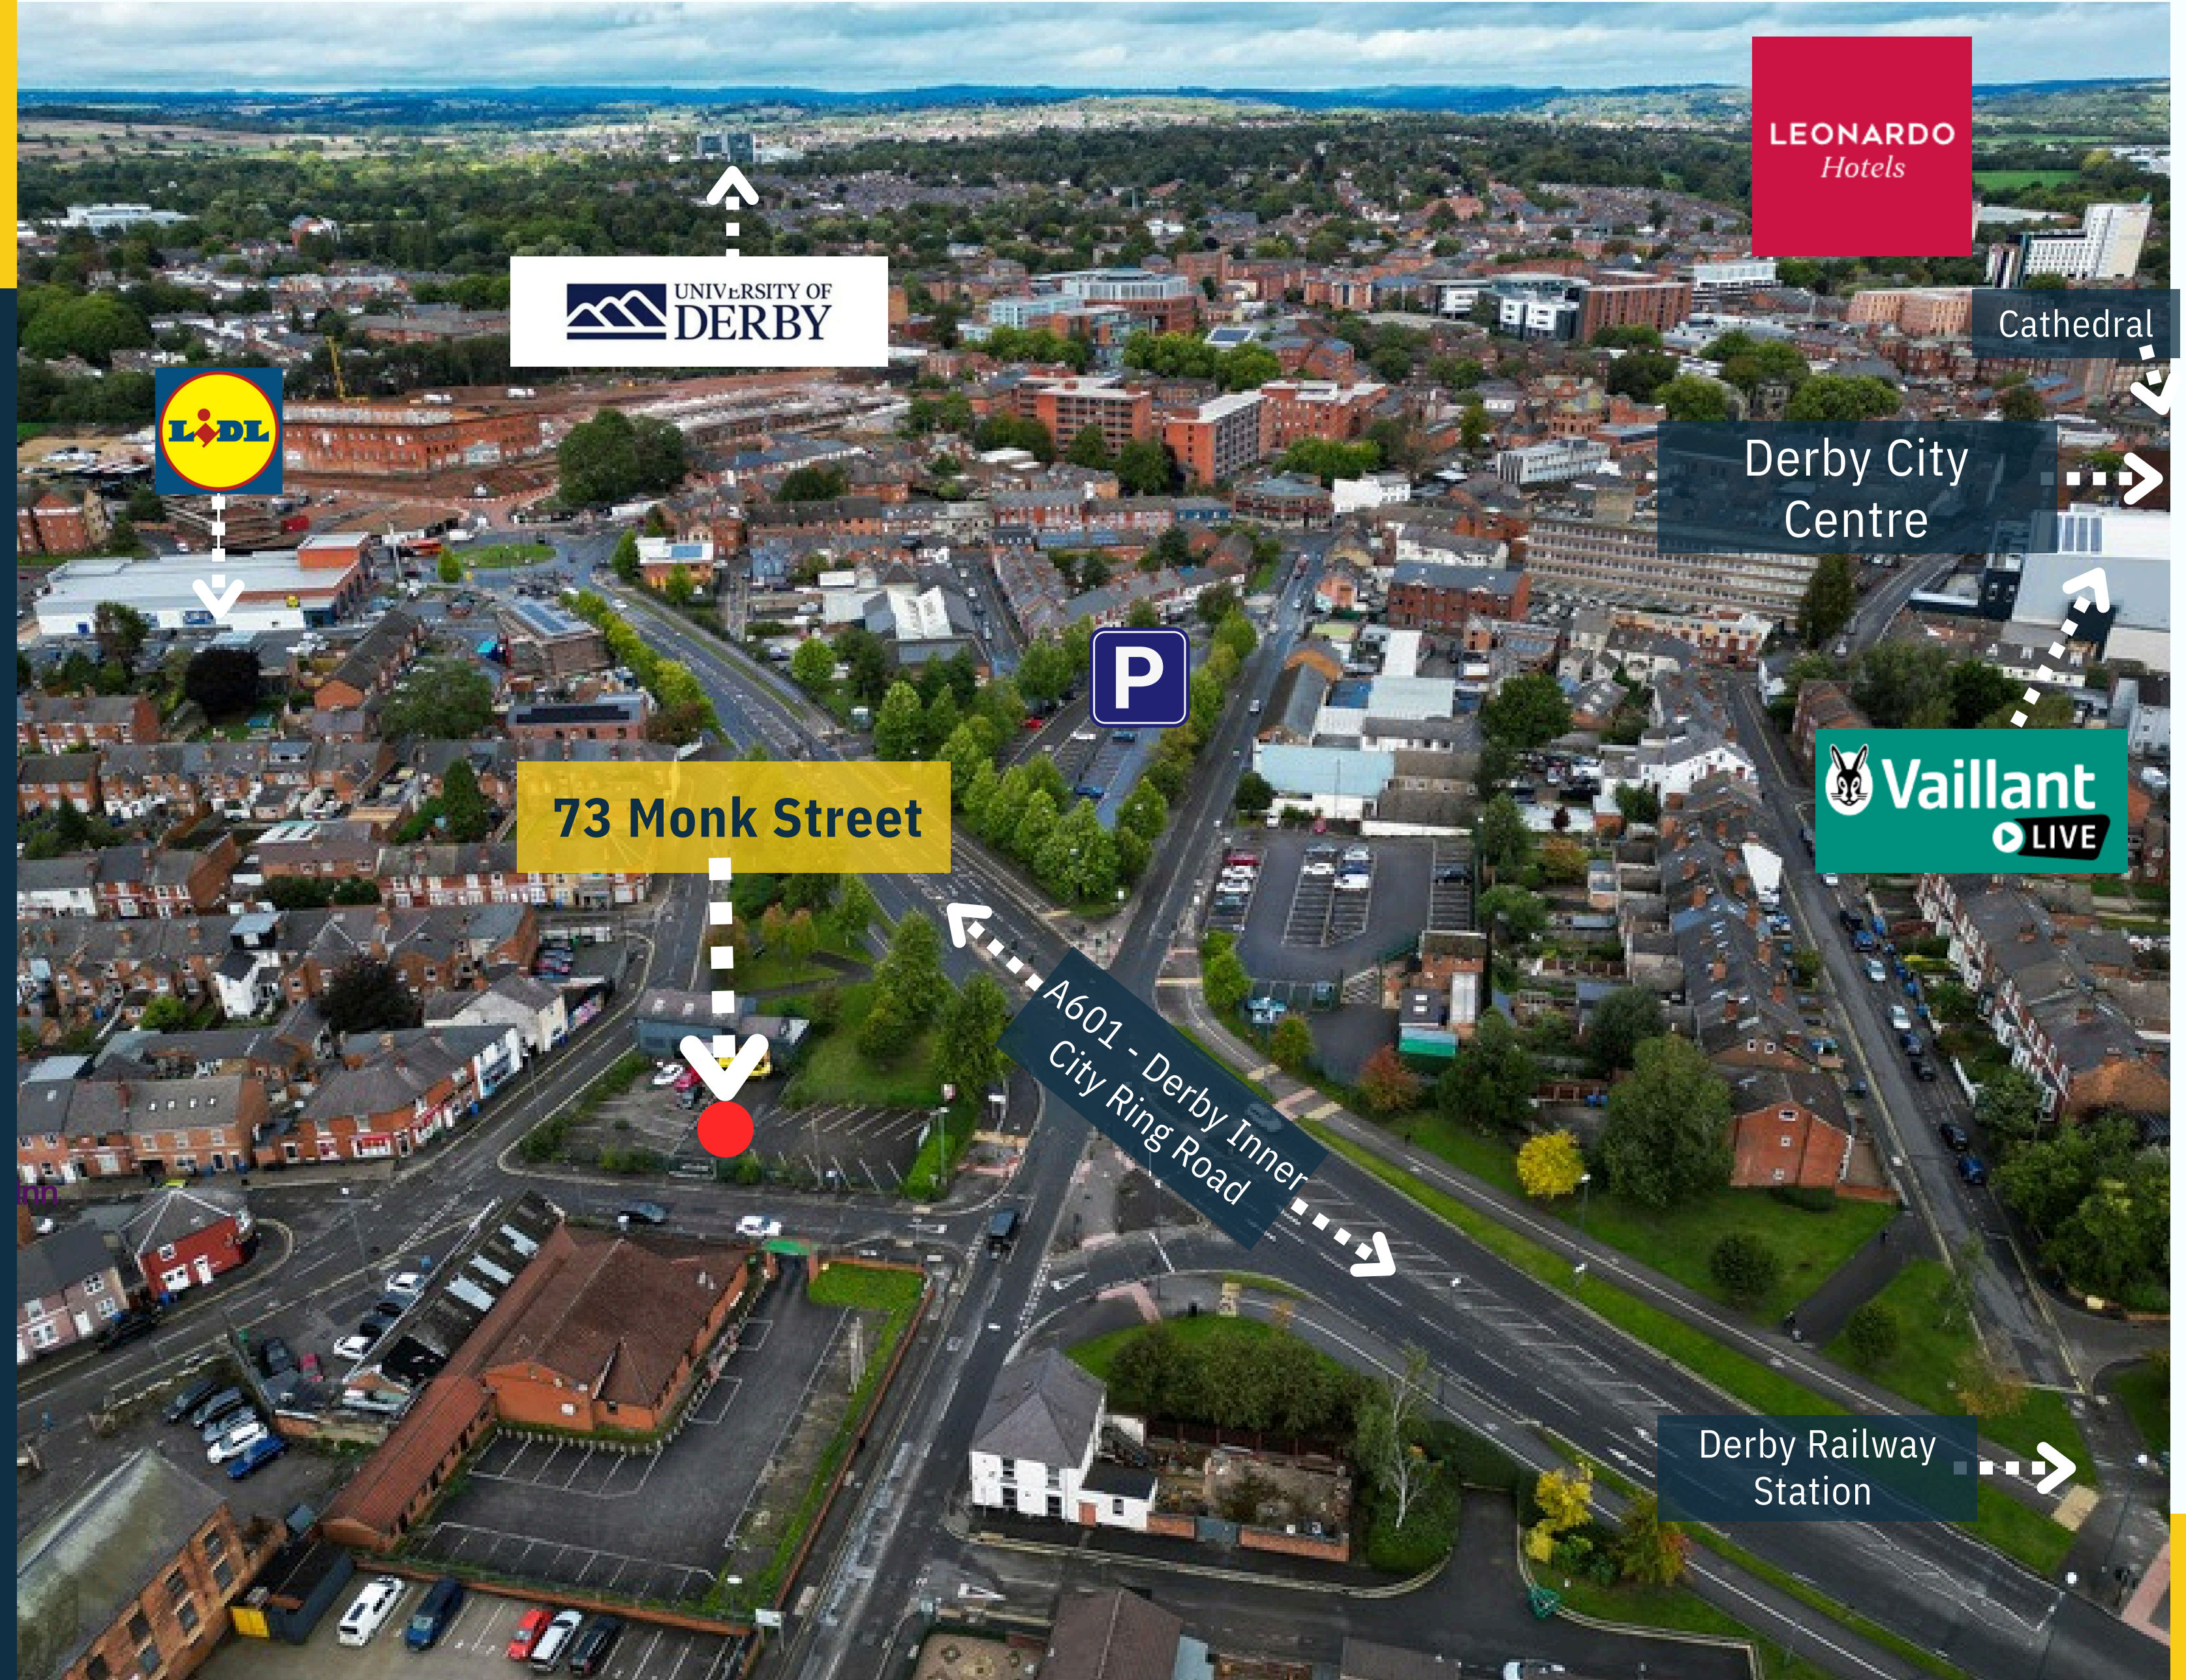 LEONARDO
Hotels
UNIVERSITY OF
DERBY
Cathedral
LIDL
Derby City
Centre
P
73 Monk Street
Vaillant
LIVE
A601 - Derby Inner
City Ring Road
nn
Derby Railway
Station